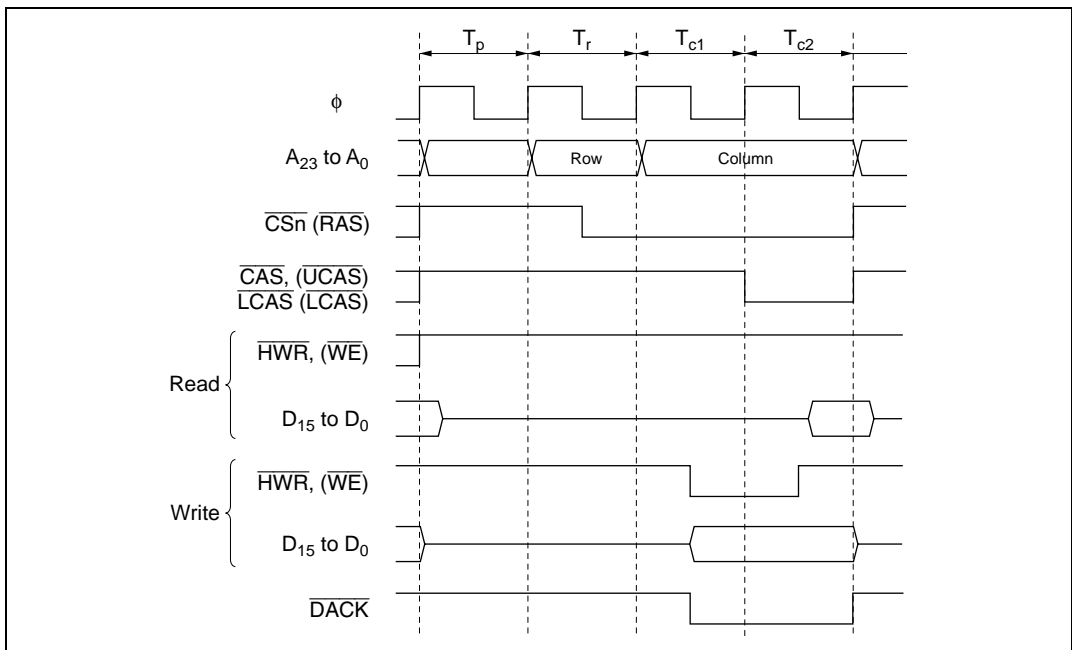 Tp Tr Tc1 Tc2
ϕ
A23 to A0 Row Column
CSn (RAS)
CAS, (UCAS)
LCAS (LCAS)
Read
HWR, (WE)
D15 to D0
Write
HWR, (WE)
D15 to D0
DACK